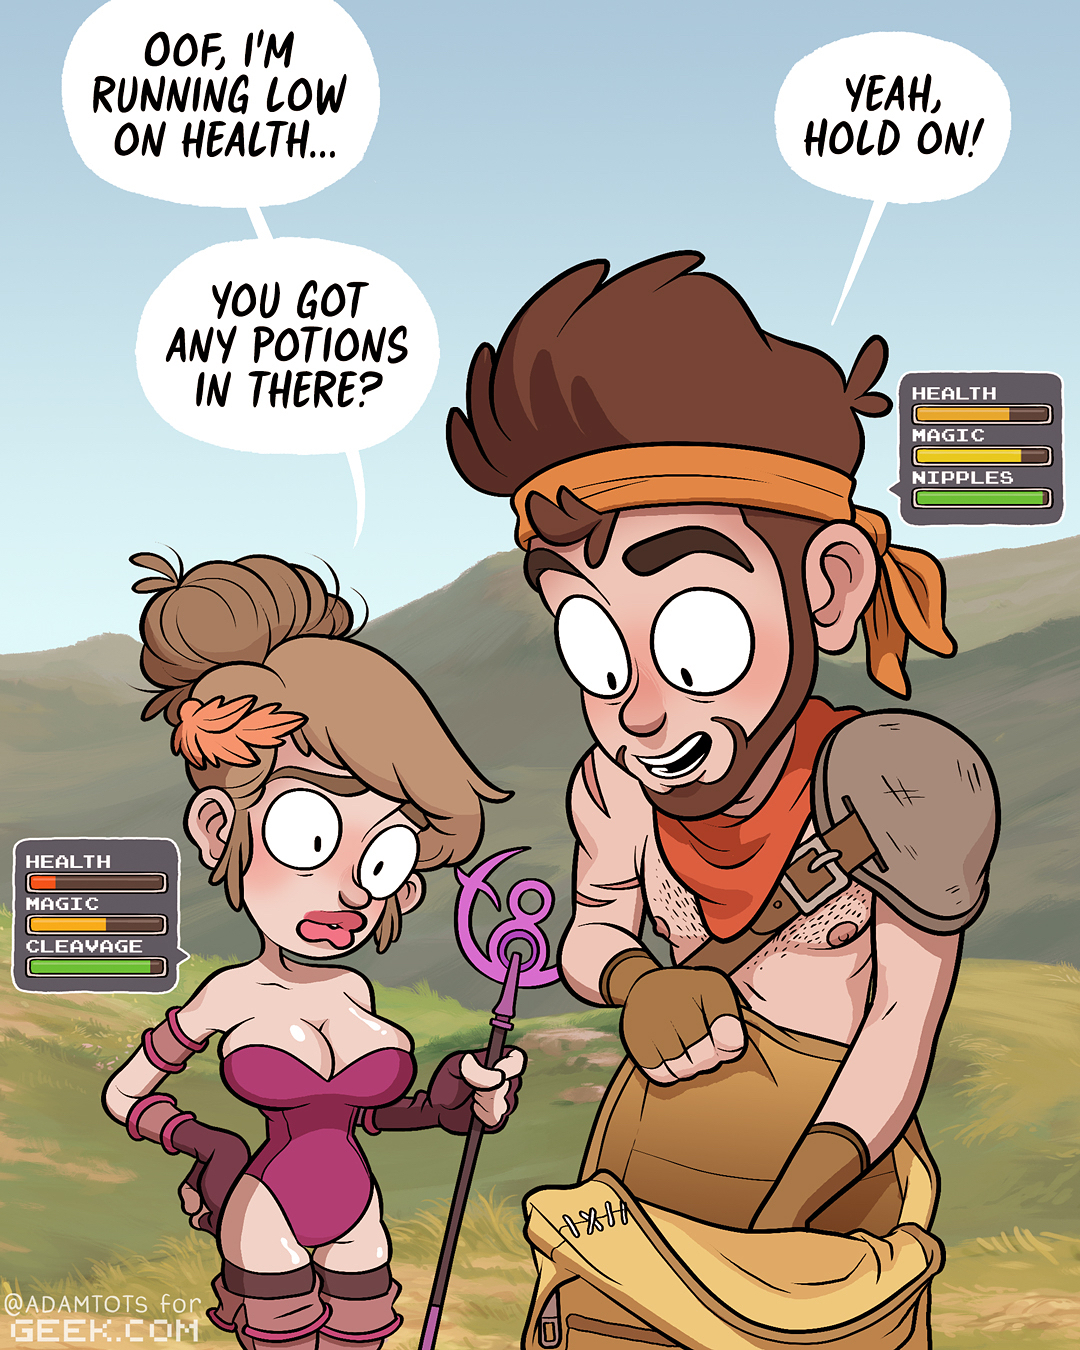 OOF, I'M
RUNNING LOW
ON HEALTH...
YOU GOT
ANY POTIONS
IN THERE?
YEAH,
HOLD ON!
HEALTH
MAGIC
NIPPLES
HEALTH
MAGIC
CLEAVAGE
@ADAMTOTS for
GEEK.COM